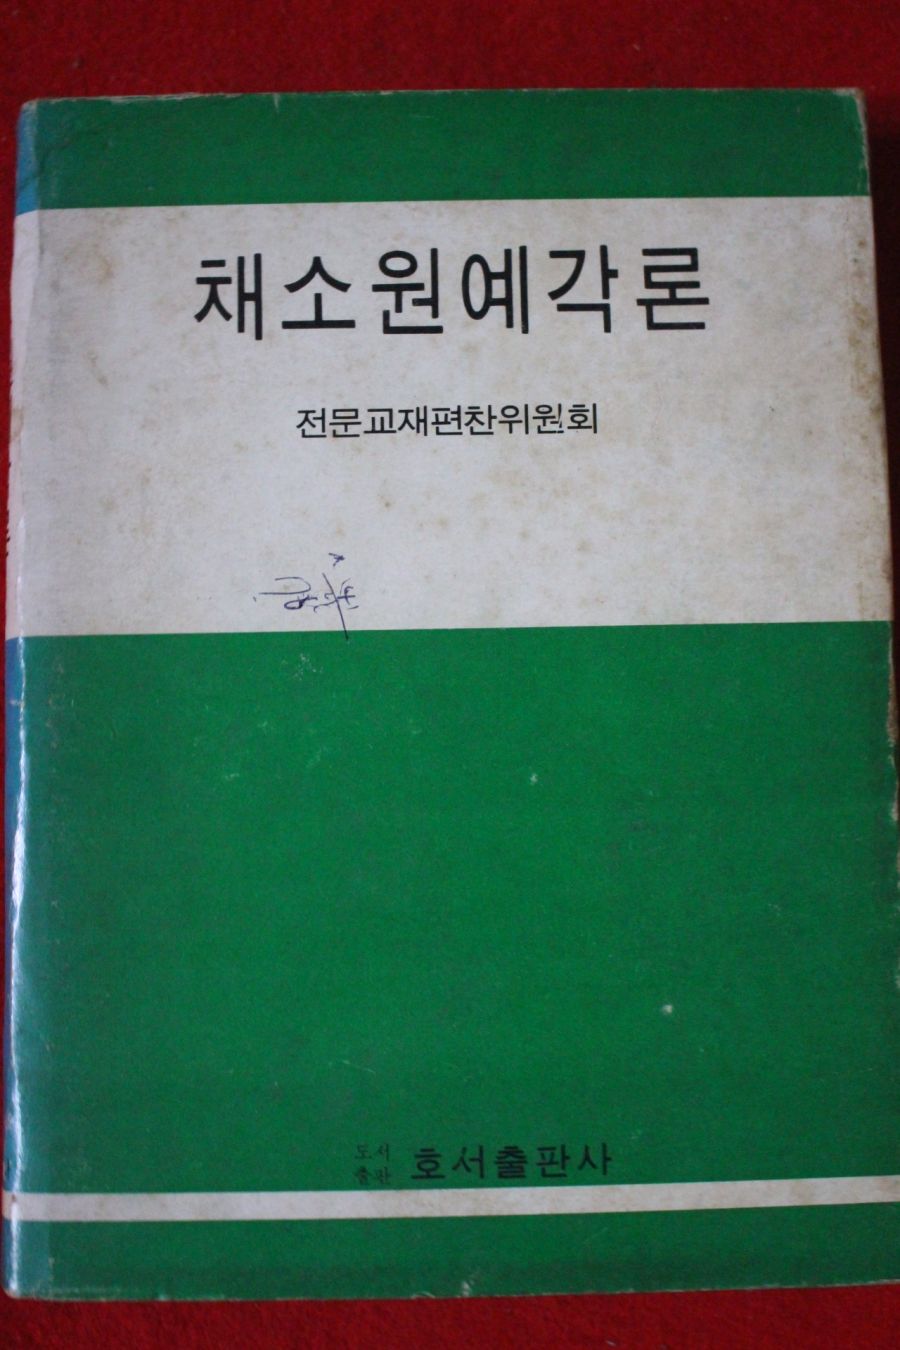 채소원예각론
전문교재편찬위원회
도서
출판
호서출판사